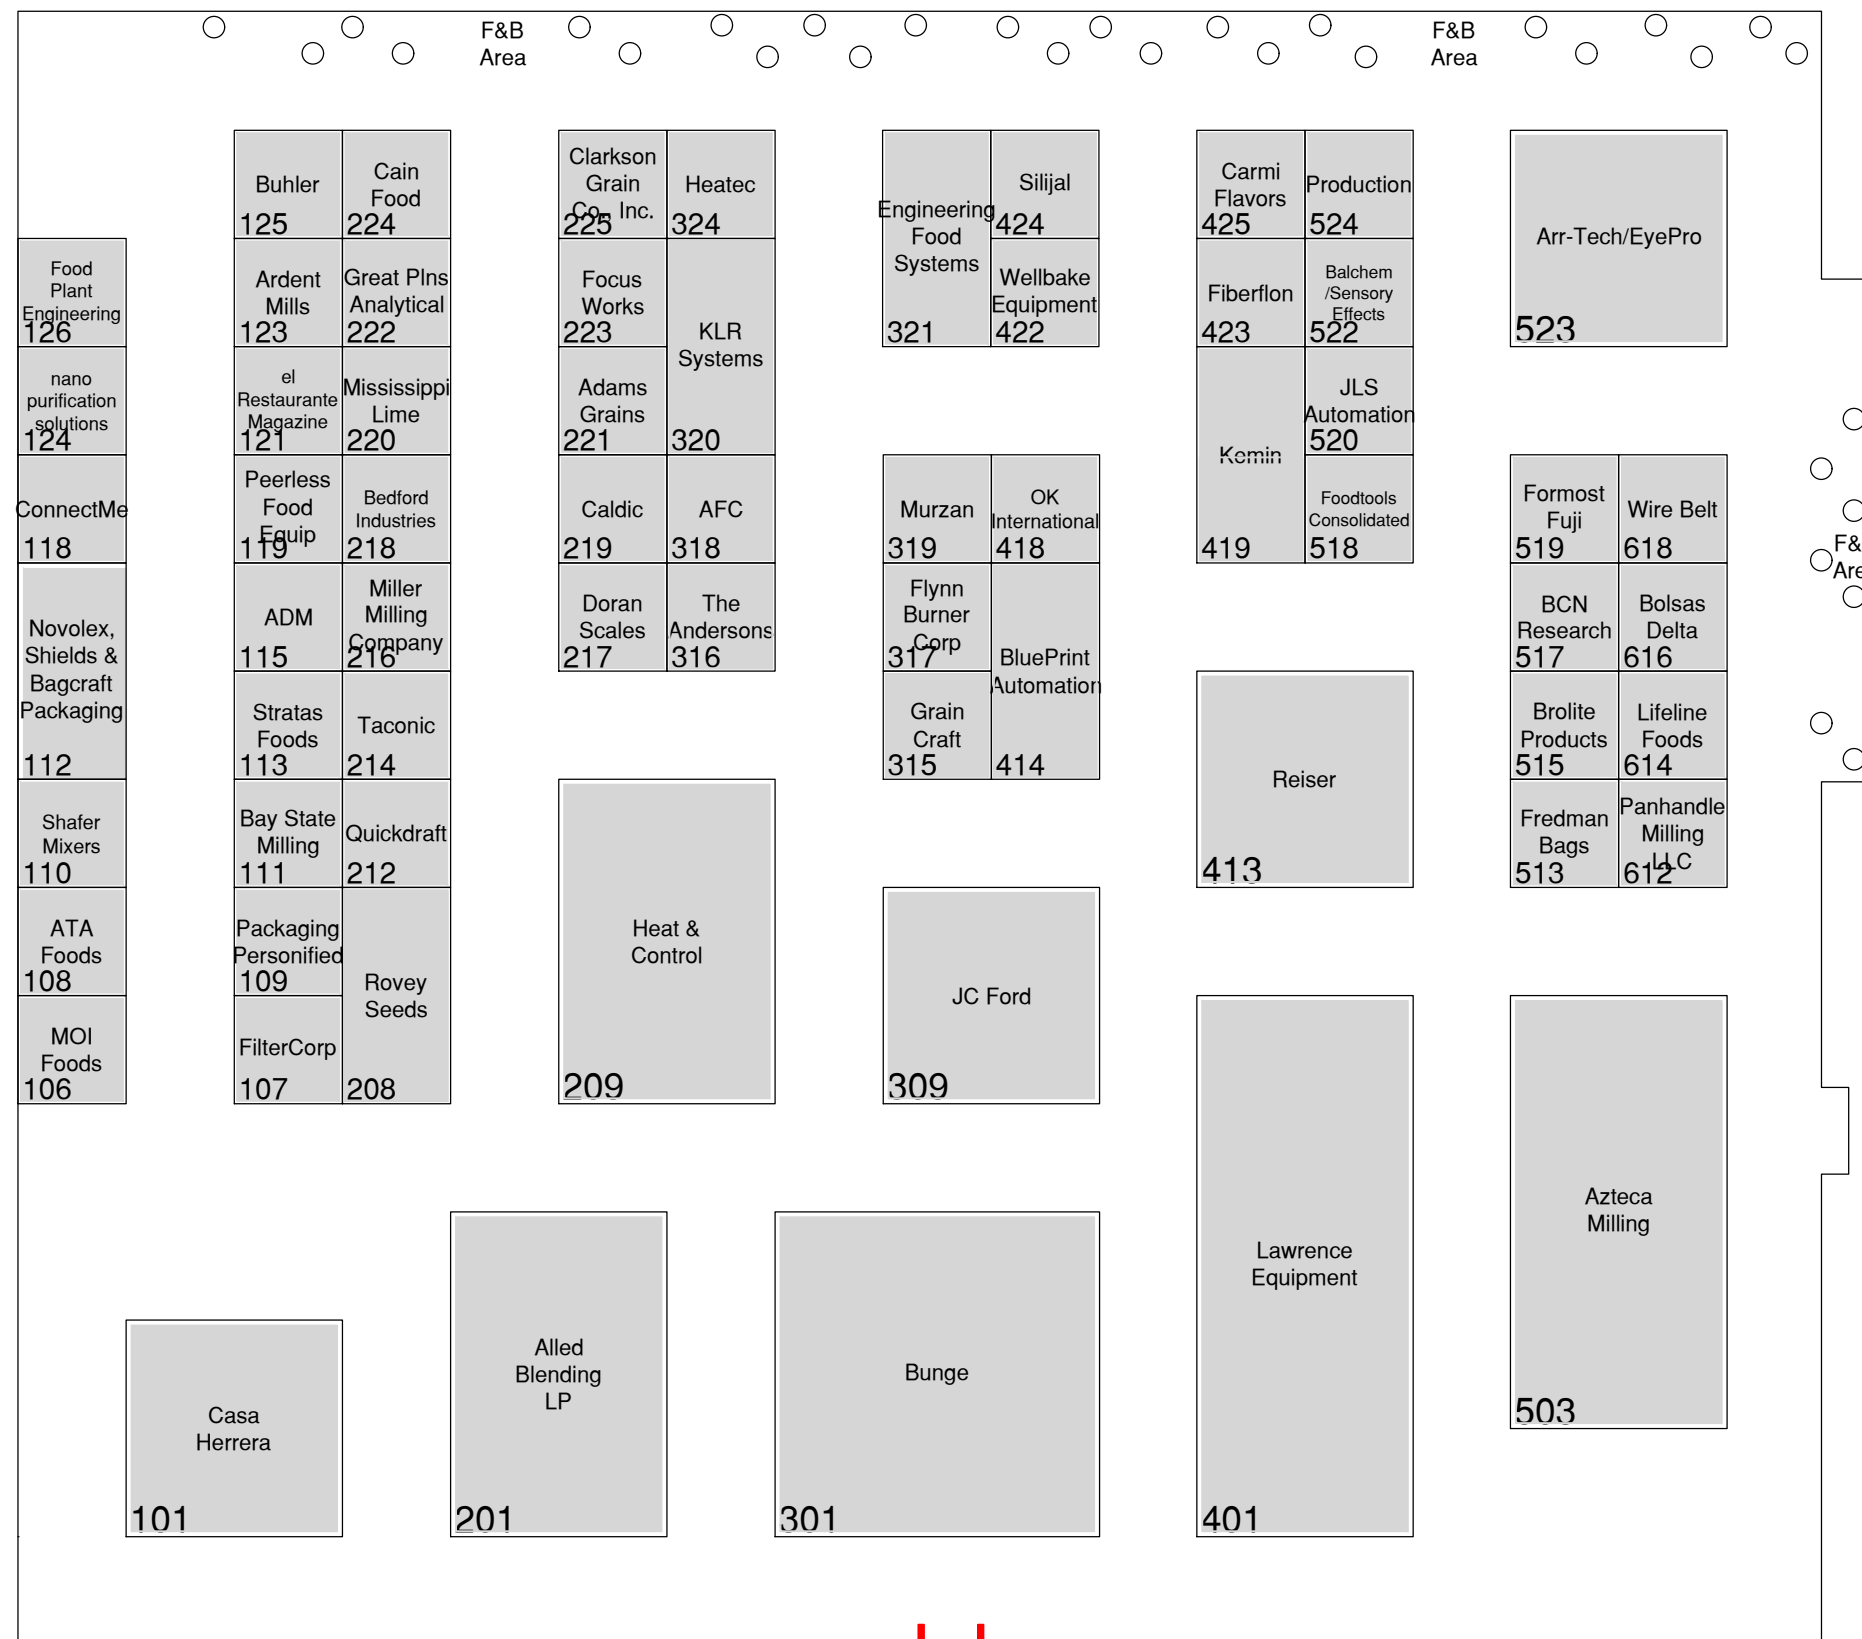 F&B
Area
F&B
Area
Buhler
125
Cain
Food
224
Clarkson
Grain
Co., Inc.
225
Heatec
324
Engineering
Food
Systems
321
Silijal
424
Carmi
Flavors
425
Production
524
Arr-Tech/EyePro
523
Food
Plant
Engineering
126
Ardent
Mills
123
Great Plns
Analytical
222
Focus
Works
223
KLR
Systems
320
Wellbake
Equipment
422
Fiberflon
423
Balchem
/Sensory
Effects
522
nano
purification
solutions
124
el
Restaurante
Magazine
121
Mississippi
Lime
220
Adams
Grains
221
Kemin
419
JLS
Automation
520
ConnectMe
118
Peerless
Food
Equip
119
Bedford
Industries
218
Caldic
219
AFC
318
Murzan
319
OK
International
418
Foodtools
Consolidated
518
Formost
Fuji
519
Wire Belt
618
F&
Are
Novolex,
Shields &
Bagcraft
Packaging
112
ADM
115
Miller
Milling
Company
216
Doran
Scales
217
The
Andersons
316
Flynn
Burner
Corp
317
BluePrint
Automation
414
BCN
Research
517
Bolsas
Delta
616
Stratas
Foods
113
Taconic
214
Grain
Craft
315
Reiser
413
Brolite
Products
515
Lifeline
Foods
614
Shafer
Mixers
110
Bay State
Milling
111
Quickdraft
212
Heat &
Control
209
Fredman
Bags
513
Panhandle
Milling
LLC
612
ATA
Foods
108
Packaging
Personified
109
Rovey
Seeds
208
JC Ford
309
MOI
Foods
106
FilterCorp
107
Lawrence
Equipment
401
Azteca
Milling
503
Casa
Herrera
101
Alled
Blending
LP
201
Bunge
301